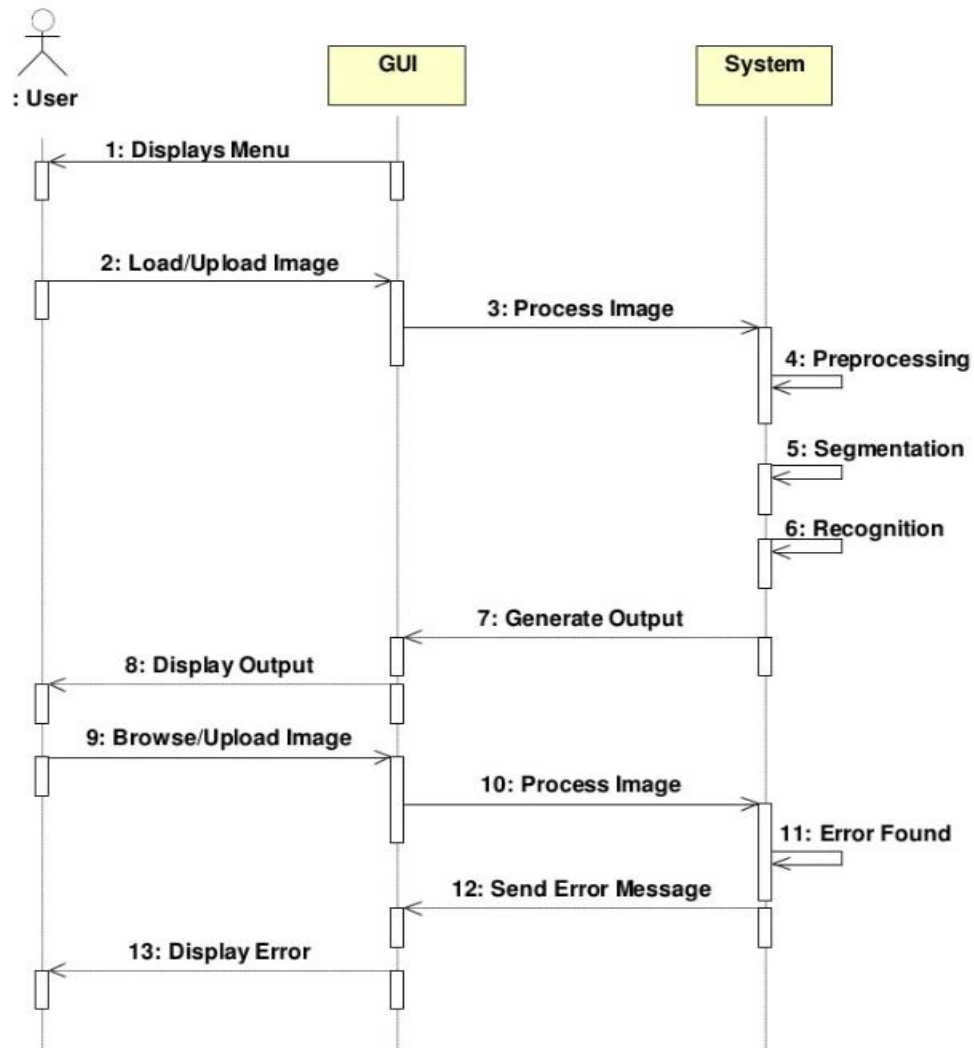 : User
GUI
System
1: Displays Menu
2: Load/Upload Image
3: Process Image
4: Preprocessing
5: Segmentation
6: Recognition
7: Generate Output
8: Display Output
9: Browse/Upload Image
10: Process Image
11: Error Found
12: Send Error Message
13: Display Error